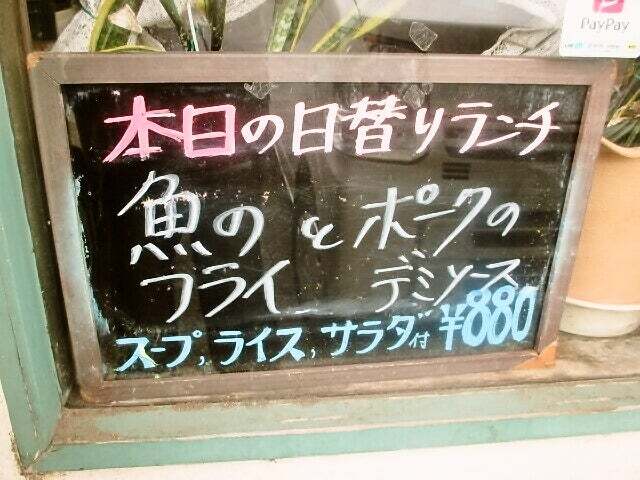 PayPay
本日の日替りランチ
魚の とポークの
フライ デミソース
スープ,ライス,サラダ付 ¥880